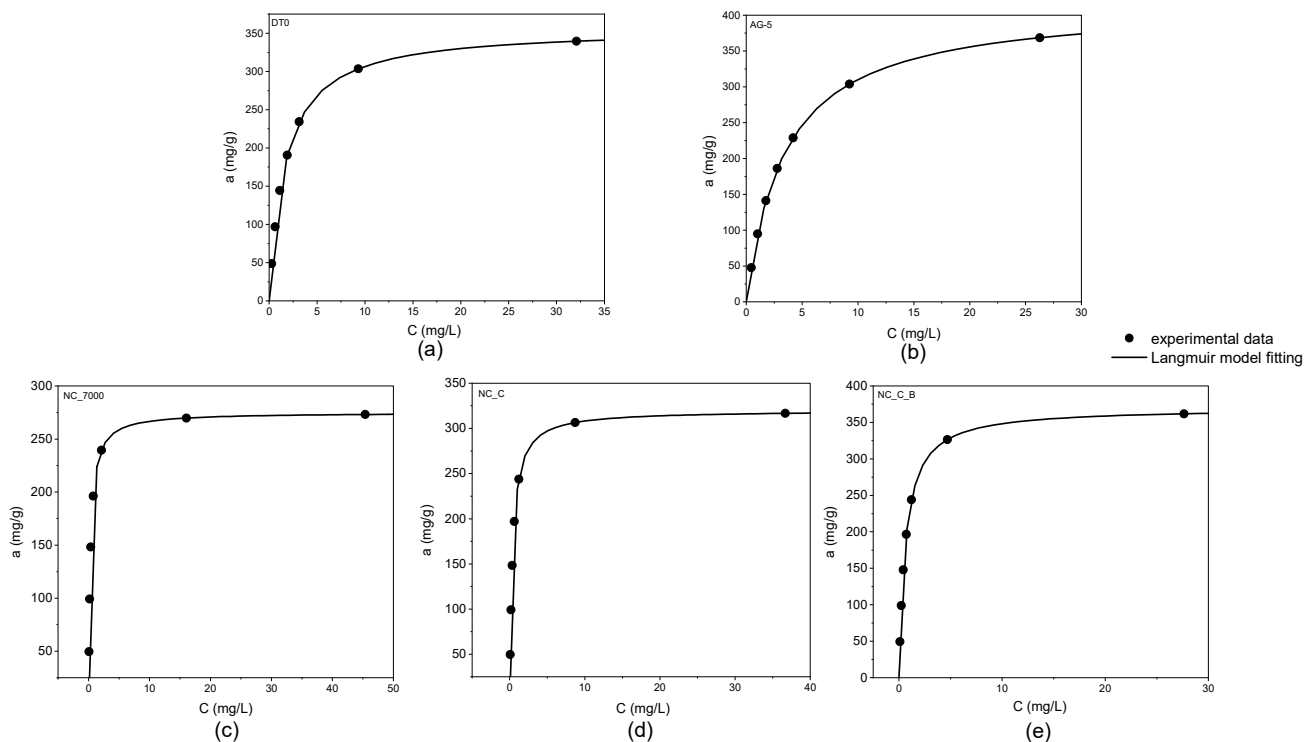 DT0
350
300
250
200
150
100
50
0
a (mg/g)
0 5 10 15 20 25 30 35
C (mg/L)
(a)
AG-5
400
350
300
250
200
150
100
50
0
a (mg/g)
0 5 10 15 20 25 30
C (mg/L)
(b)
experimental data
Langmuir model fitting
NC_7000
300
250
200
150
100
50
a (mg/g)
0 10 20 30 40 50
C (mg/L)
(c)
NC_C
350
300
250
200
150
100
50
a (mg/g)
0 10 20 30 40
C (mg/L)
(d)
NC_C_B
400
350
300
250
200
150
100
50
0
a (mg/g)
0 10 20 30
C (mg/L)
(e)